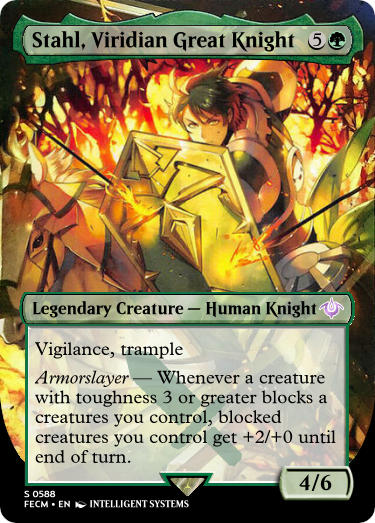 Stahl, Viridian Great Knight 5
Legendary Creature — Human Knight
Vigilance, trample
Armorslayer — Whenever a creature
with toughness 3 or greater blocks a
creatures you control, blocked
creatures you control get +2/+0 until
end of turn.
4/6
S 0588
FECM • EN INTELLIGENT SYSTEMS